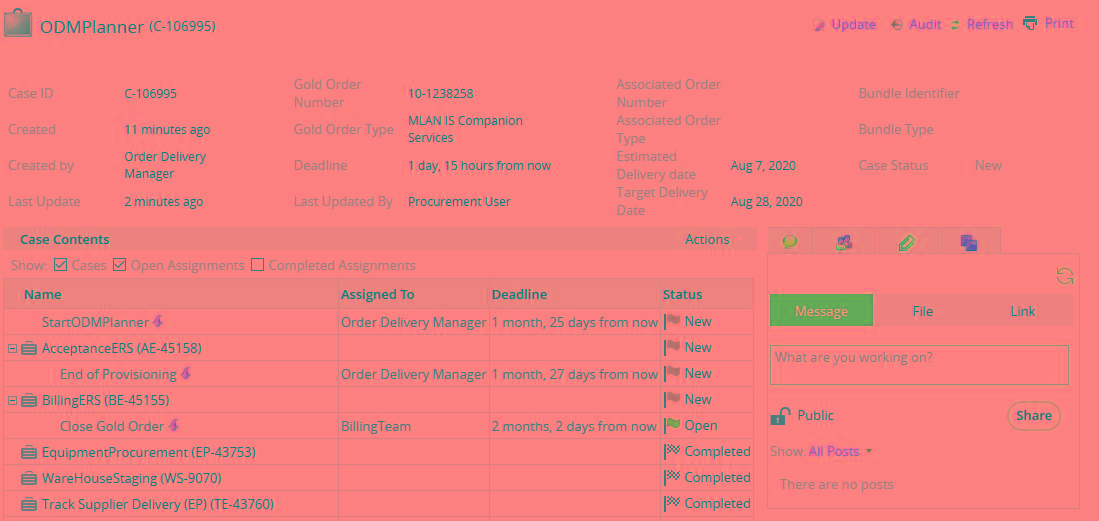 ODMPlanner (C-106995)
Update Audit Refresh Print
Case ID C-106995 Gold Order Number 10-1238258 Associated Order Number Bundle Identifier
Created 11 minutes ago Gold Order Type MLAN IS Companion Services Associated Order Type Bundle Type
Created by Order Delivery Manager Deadline 1 day, 15 hours from now Estimated Delivery date Aug 7, 2020 Case Status New
Last Update 2 minutes ago Last Updated By Procurement User Target Delivery Date Aug 28, 2020
Case Contents Actions
Show: Cases Open Assignments Completed Assignments
Name Assigned To Deadline Status
StartODMPlanner Order Delivery Manager 1 month, 25 days from now New
AcceptanceERS (AE-45158) New
End of Provisioning Order Delivery Manager 1 month, 27 days from now New
BillingERS (BE-45155) New
Close Gold Order BillingTeam 2 months, 2 days from now Open
EquipmentProcurement (EP-43753) Completed
WareHouseStaging (WS-9070) Completed
Track Supplier Delivery (EP) (TE-43760) Completed
Message File Link
What are you working on?
Public Share
Show: All Posts
There are no posts